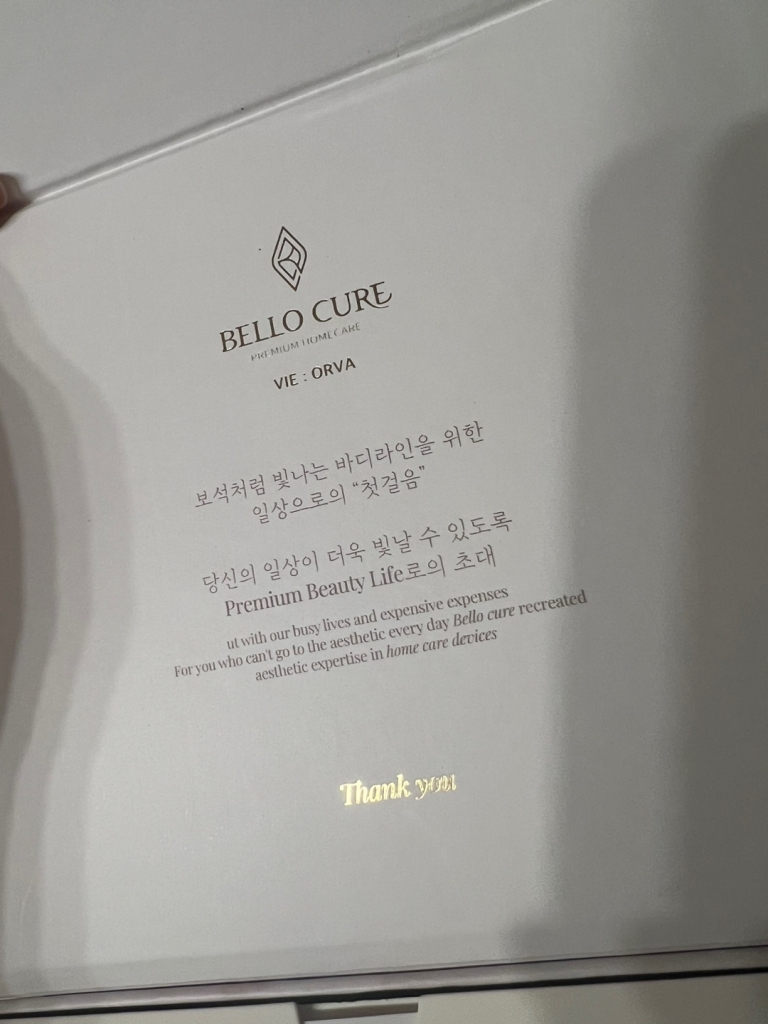 BELLO CURE
PREMIUM HOMECARE
VIE : ORVA
보석처럼 빛나는 바디라인을 위한
일상으로의 “첫걸음”
당신의 일상이 더욱 빛날 수 있도록
Premium Beauty Life로의 초대
ut with our busy lives and expensive expenses
For you who can't go to the aesthetic every day Bello cure recreated
aesthetic expertise in home care devices
Thank you